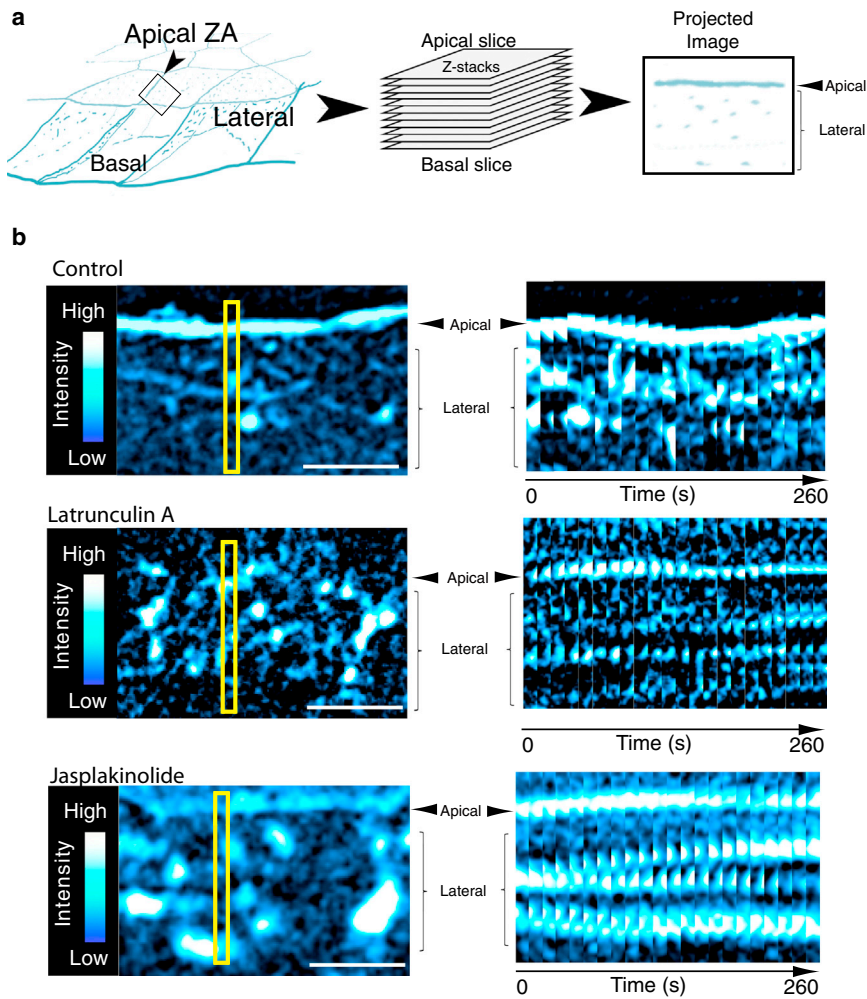 a
Apical ZA
Lateral
Basal
Apical slice
Z-stacks
Basal slice
Projected
Image
Apical
Lateral
b
Control
High
Intensity
Low
Apical
Lateral
0 Time (s) 260
Latrunculin A
High
Intensity
Low
Apical
Lateral
0 Time (s) 260
Jasplakinolide
High
Intensity
Low
Apical
Lateral
0 Time (s) 260